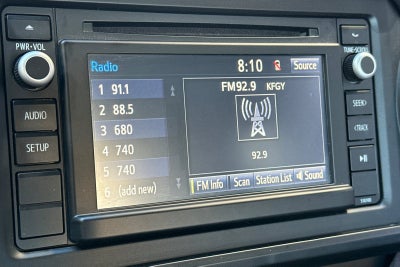 PWR•VOL
AUDIO
SETUP
Radio
8:10
Source
1 91.1
2 88.5
3 680
4 740
5 740
6 (add new)
FM92.9 KFGY
92.9
FM Info
Scan
Station List
Sound
TUNE•SCROLL
SEEK>
<TRACK